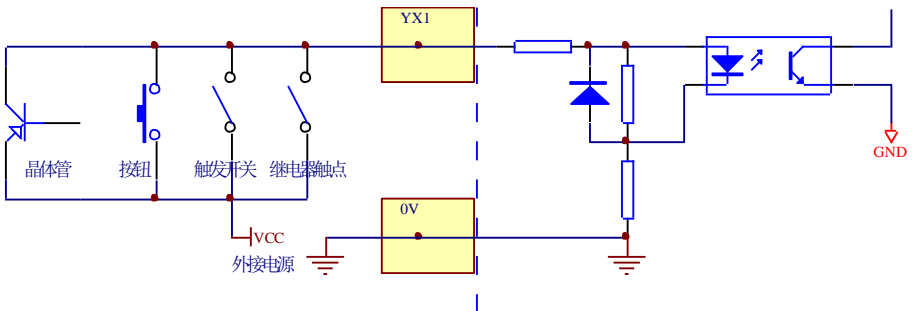 YX1
晶体管
按钮
触发开关
继电器触点
GND
0V
VCC
外接电源